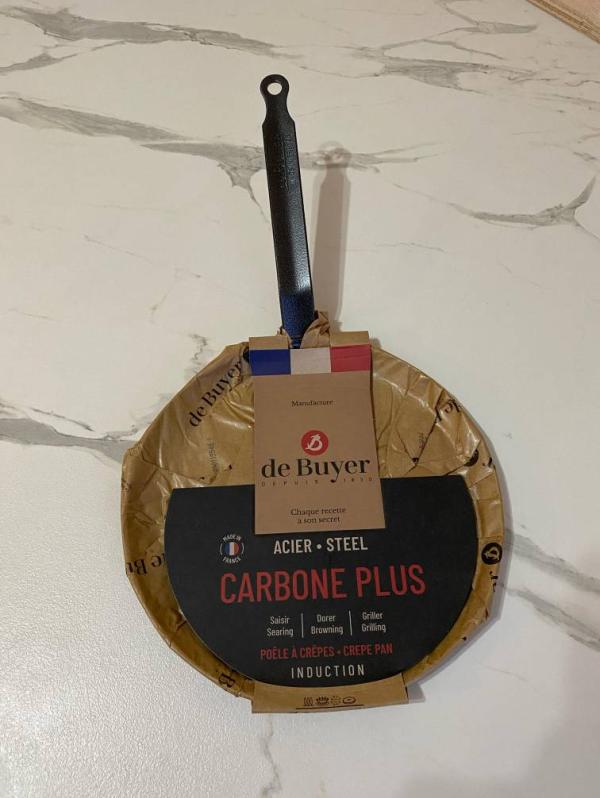 de Buyer
Manufacture
de Buyer
DEPUIS 1830
Chaque recette
a son secret
MADE IN
FRANCE
ACIER • STEEL
CARBONE PLUS
Saisir
Searing
Dorer
Browning
Griller
Grilling
POÊLE À CRÊPES • CREPE PAN
INDUCTION